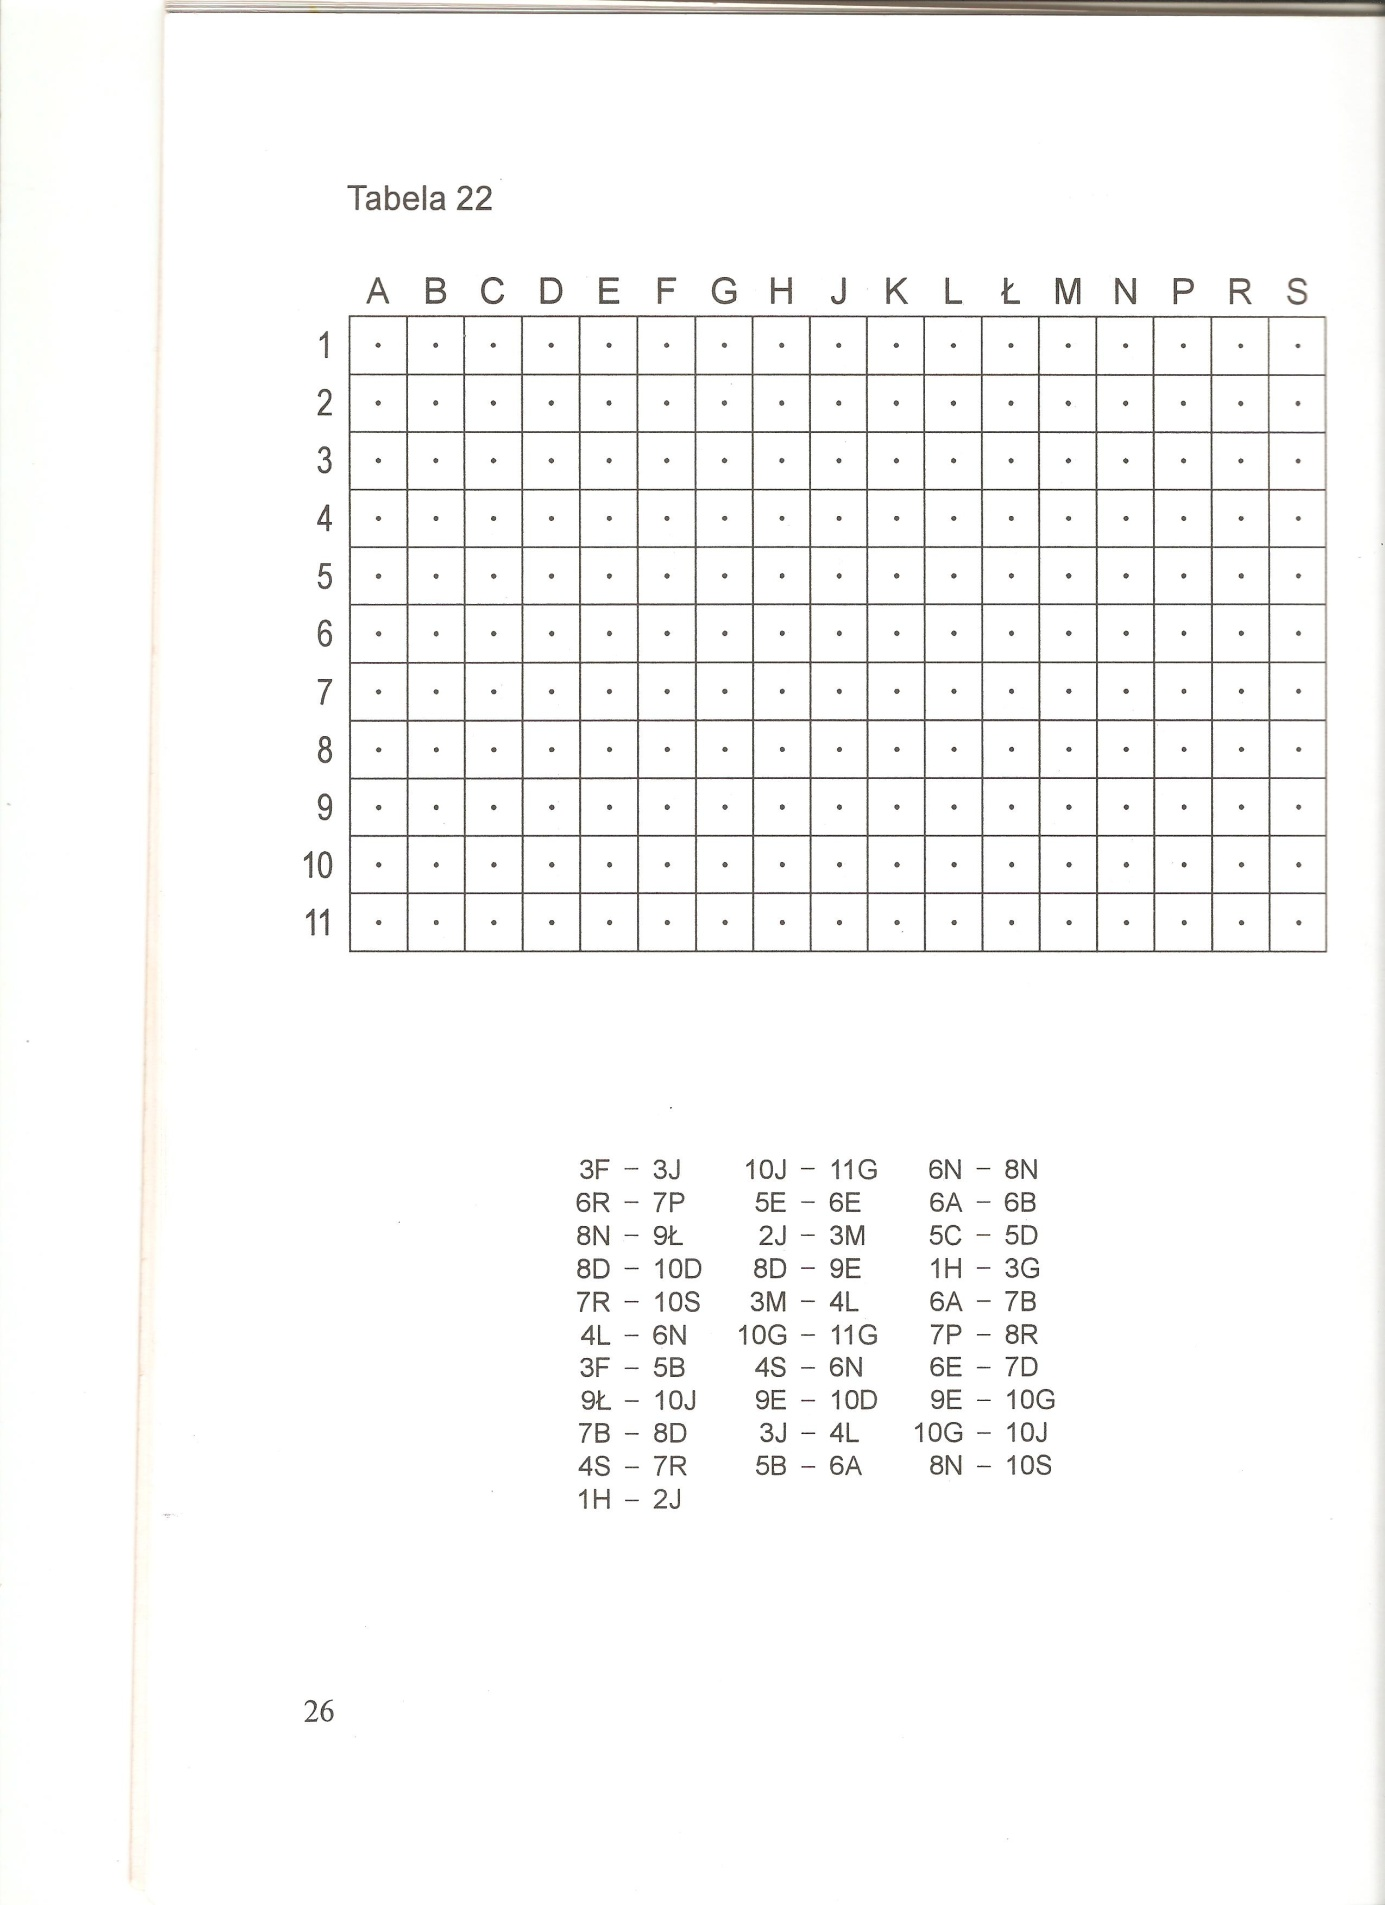 Tabela 22
A B C D E F G H J K L Ł M N P R S
1
2
3
4
5
6
7
8
9
10
11
3F – 3J 10J – 11G 6N – 8N
6R – 7P 5E – 6E 6A – 6B
8N – 9Ł 2J – 3M 5C – 5D
8D – 10D 8D – 9E 1H – 3G
7R – 10S 3M – 4L 6A – 7B
4L – 6N 10G – 11G 7P – 8R
3F – 5B 4S – 6N 6E – 7D
9Ł – 10J 9E – 10D 9E – 10G
7B – 8D 3J – 4L 10G – 10J
4S – 7R 5B – 6A 8N – 10S
1H – 2J
26